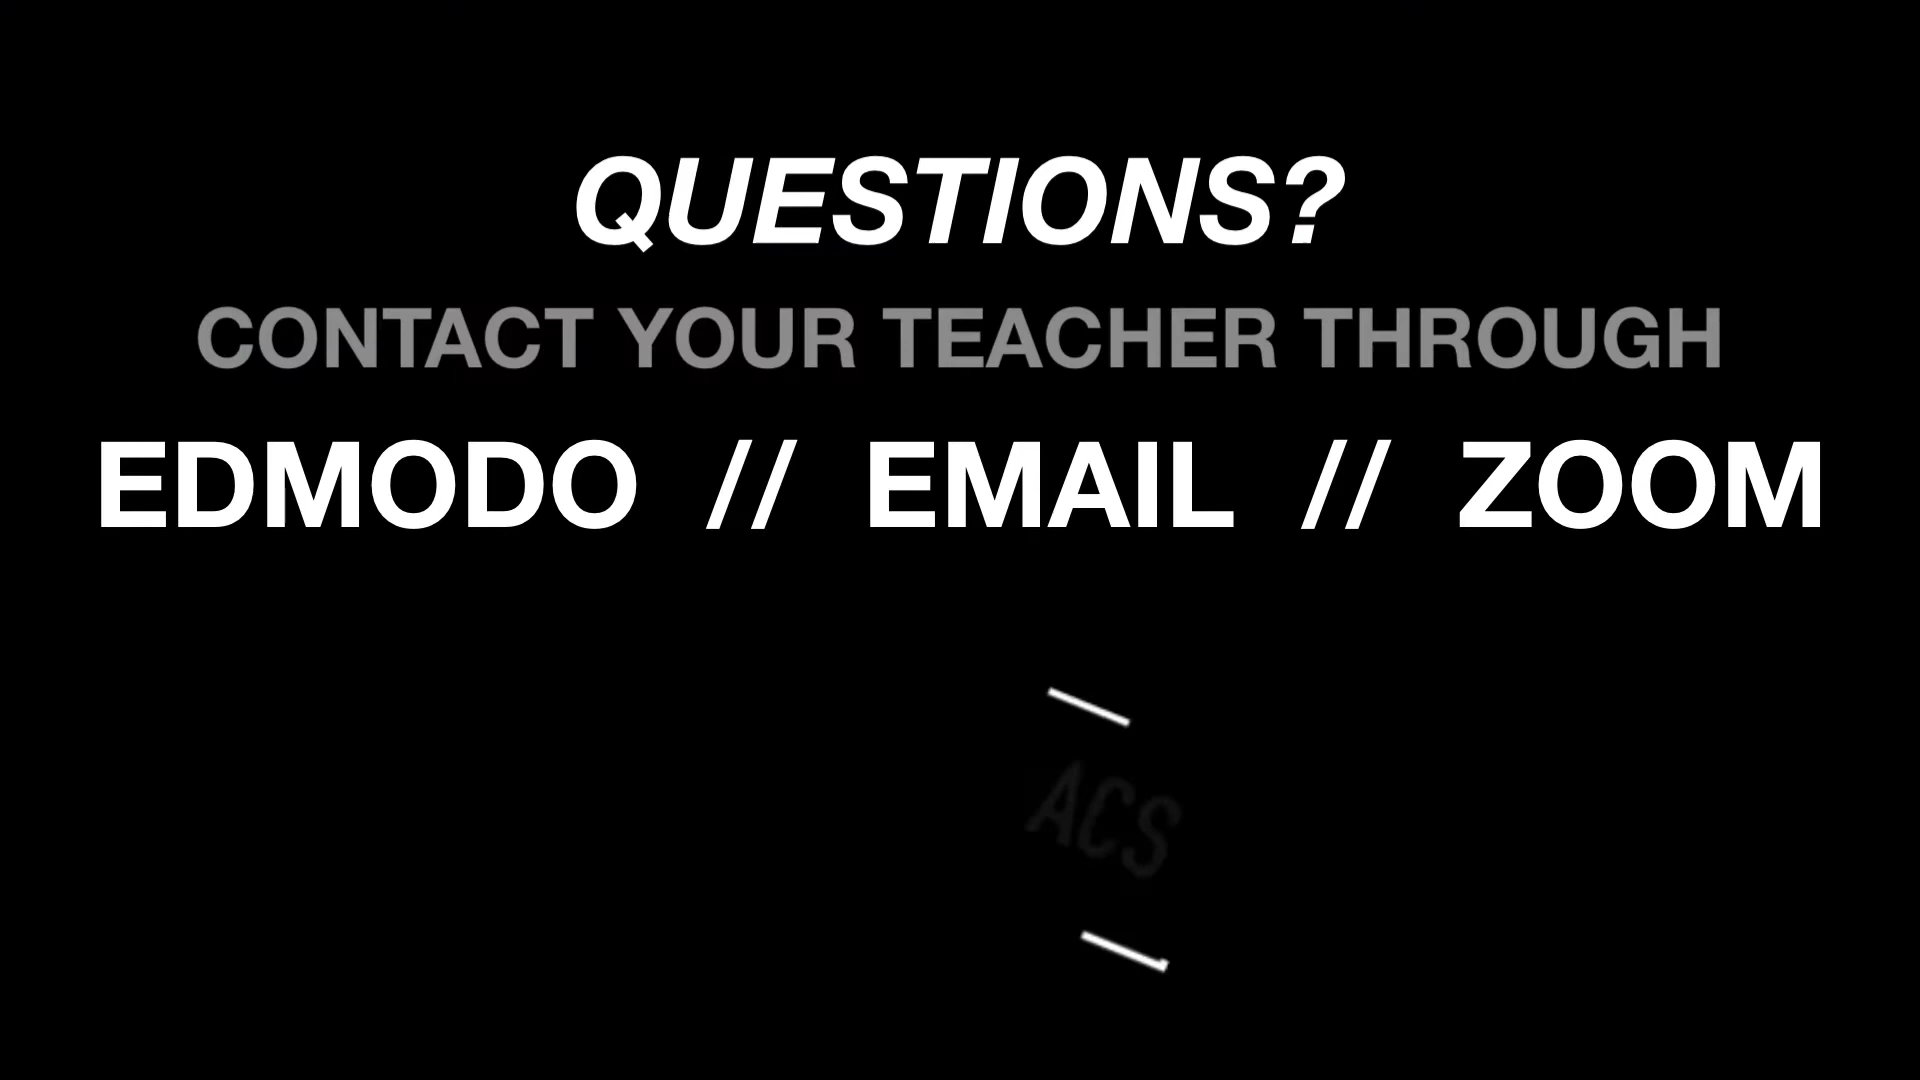 QUESTIONS?
CONTACT YOUR TEACHER THROUGH
EDMODO // EMAIL // ZOOM
ACS